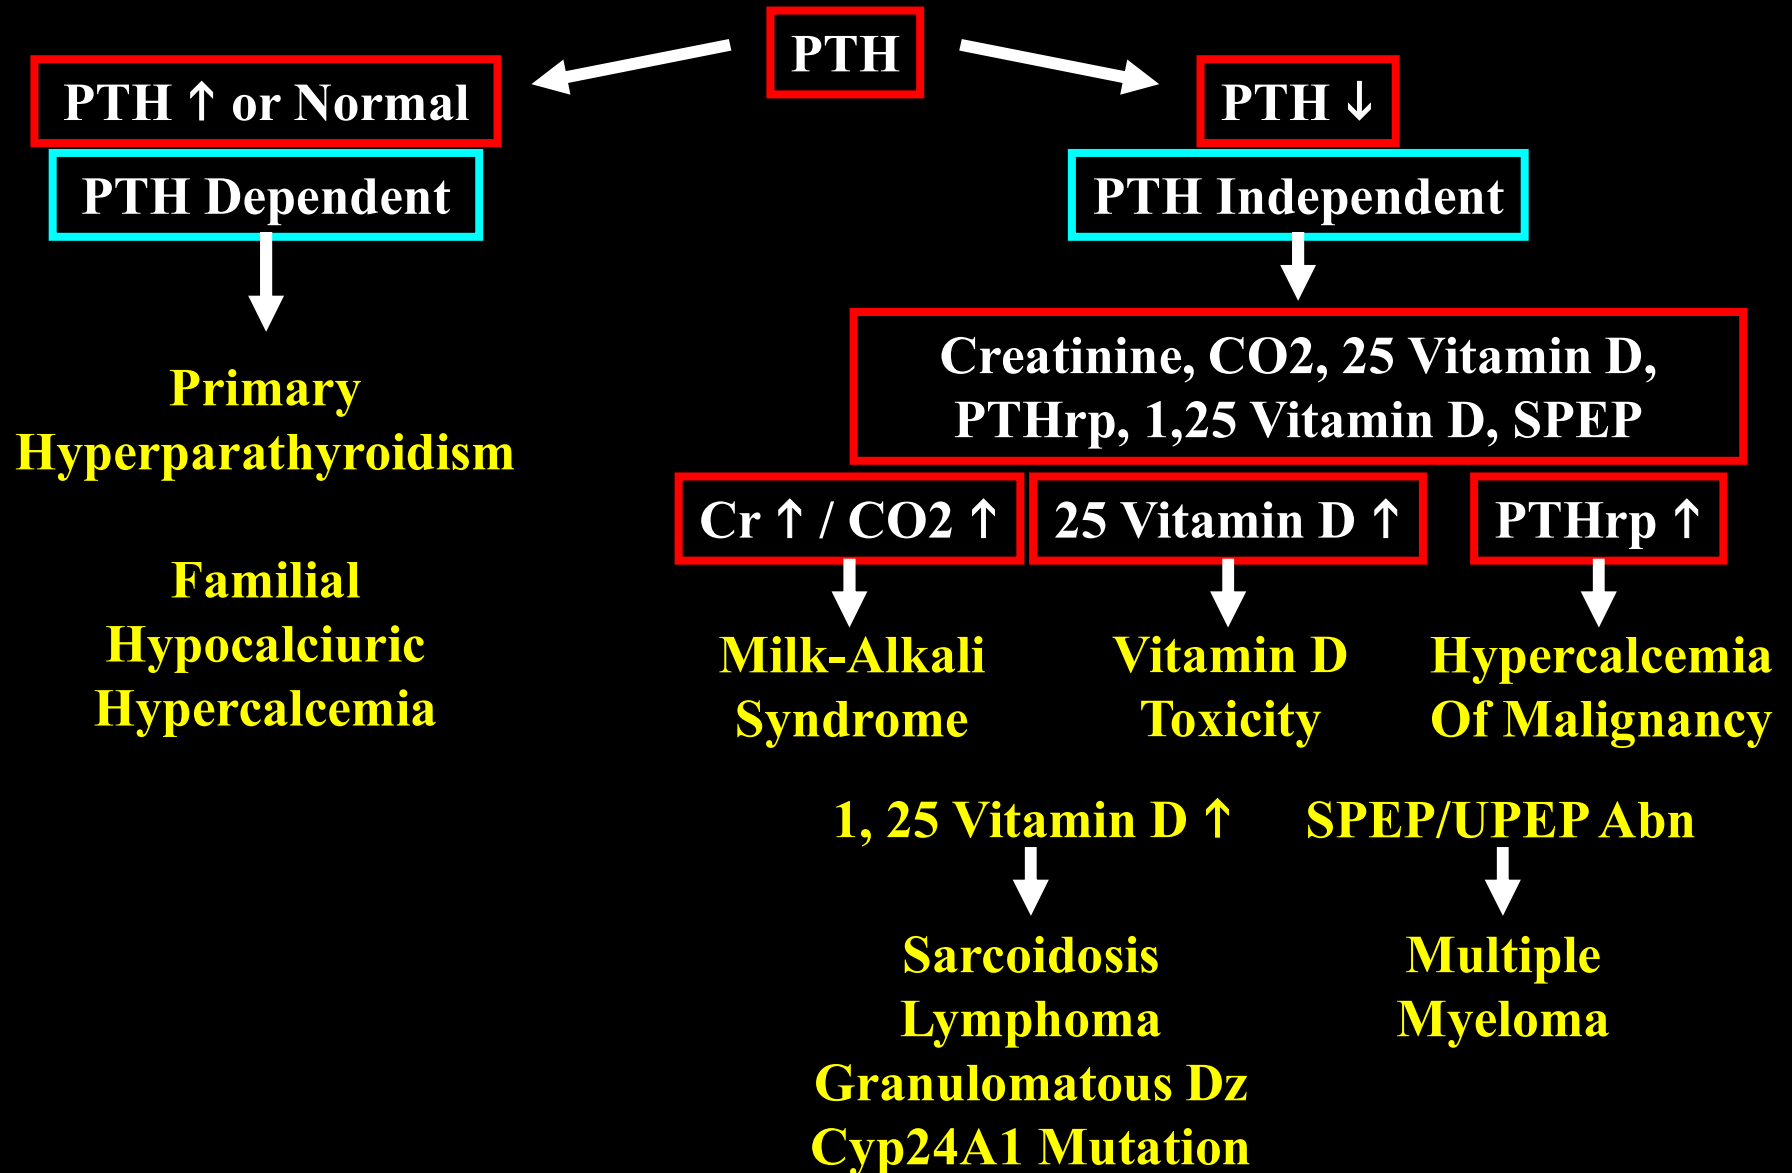 PTH
PTH ↑ or Normal
PTH Dependent
Primary
Hyperparathyroidism
Familial
Hypocalciuric
Hypercalcemia
PTH ↓
PTH Independent
Creatinine, CO2, 25 Vitamin D,
PTHrp, 1,25 Vitamin D, SPEP
Cr ↑ / CO2 ↑
Milk-Alkali
Syndrome
25 Vitamin D ↑
Vitamin D
Toxicity
PTHrp ↑
Hypercalcemia
Of Malignancy
1, 25 Vitamin D ↑
Sarcoidosis
Lymphoma
Granulomatous Dz
Cyp24A1 Mutation
SPEP/UPEP Abn
Multiple
Myeloma